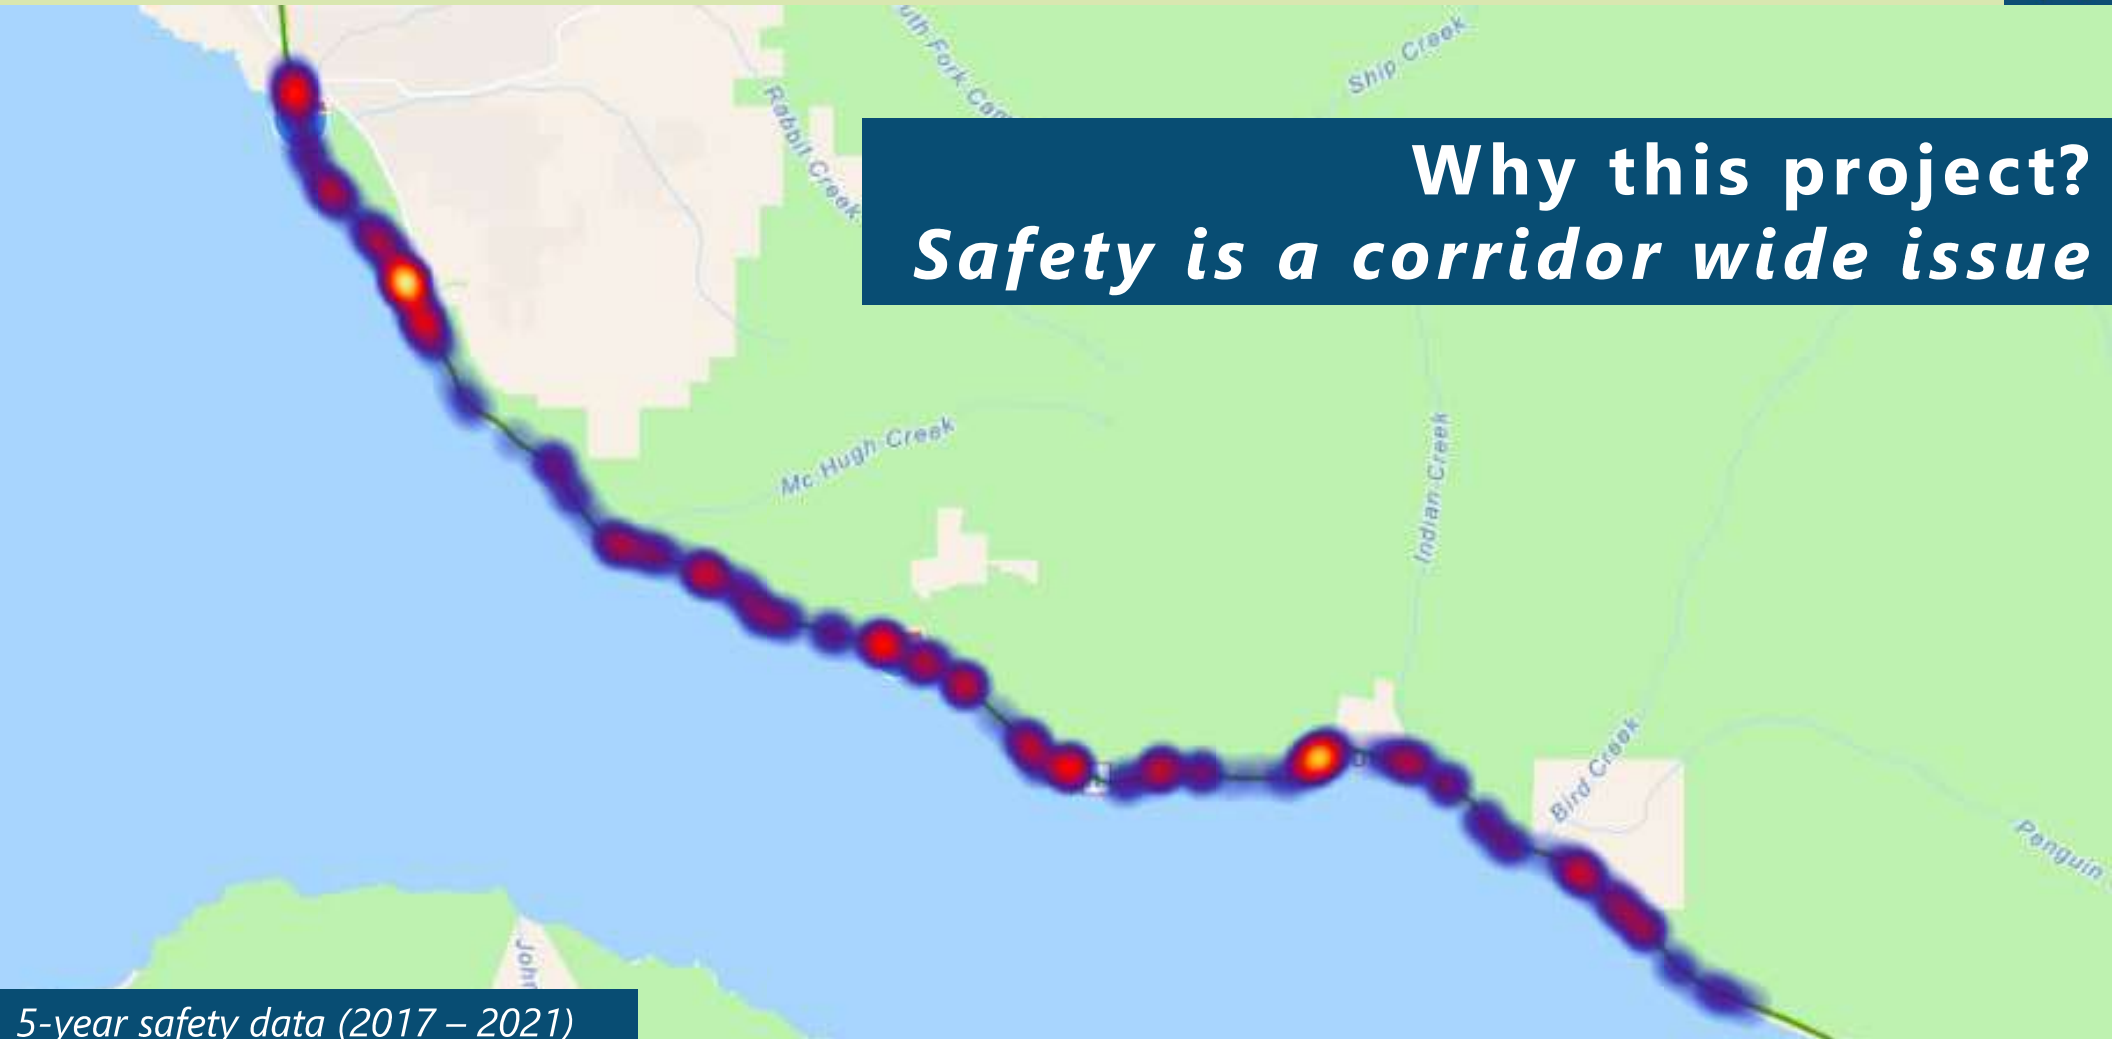 Ship Creek
Rabbit Creek
Why this project?
Safety is a corridor wide issue
Mc Hugh Creek
Indian Creek
Bird Creek
Penguin
5-year safety data (2017 – 2021)